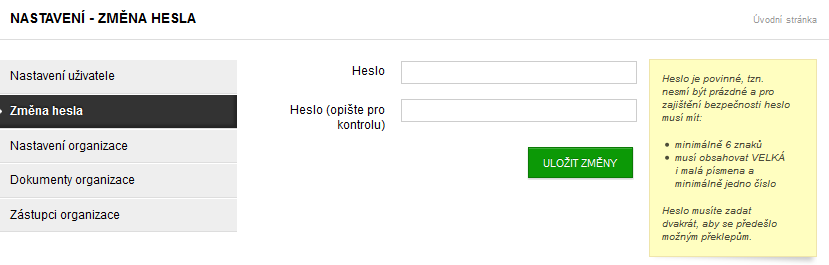 NASTAVENÍ - ZMĚNA HESLA
Úvodní stránka
Nastavení uživatele
Změna hesla
Nastavení organizace
Dokumenty organizace
Zástupci organizace
Heslo
Heslo (opište pro
kontrolu)
ULOŽIT ZMĚNY
Heslo je povinné, tzn.
nesmí být prázdné a pro
zajištění bezpečnosti heslo
musí mít:
minimálně 6 znaků
musí obsahovat VELKÁ
i malá písmena a
minimálně jedno číslo
Heslo musíte zadat
dvakrát, aby se předešlo
možným překlepům.